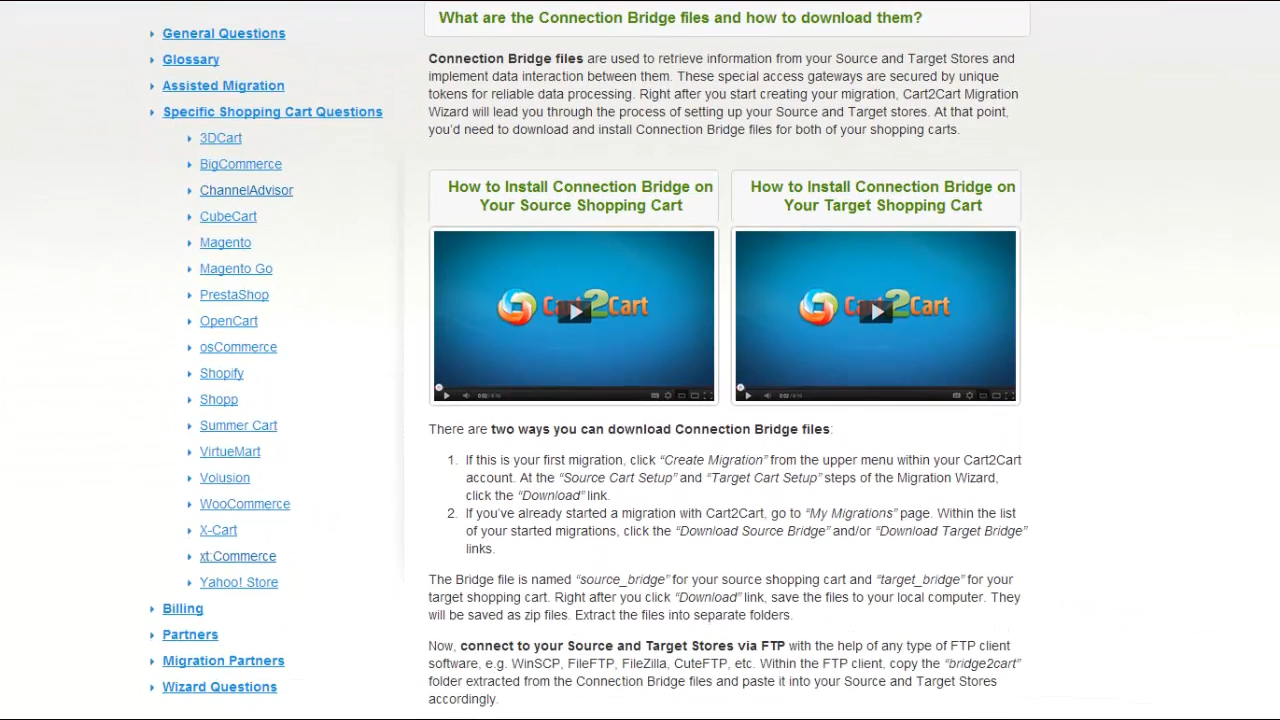 General Questions
Glossary
Assisted Migration
Specific Shopping Cart Questions
3DCart
BigCommerce
ChannelAdvisor
CubeCart
Magento
Magento Go
PrestaShop
OpenCart
osCommerce
Shopify
Shopp
Summer Cart
VirtueMart
Volusion
WooCommerce
X-Cart
xt:Commerce
Yahoo! Store
Billing
Partners
Migration Partners
Wizard Questions
What are the Connection Bridge files and how to download them?
Connection Bridge files are used to retrieve information from your Source and Target Stores and
implement data interaction between them. These special access gateways are secured by unique
tokens for reliable data processing. Right after you start creating your migration, Cart2Cart Migration
Wizard will lead you through the process of setting up your Source and Target stores. At that point,
you'd need to download and install Connection Bridge files for both of your shopping carts.
How to Install Connection Bridge on
Your Source Shopping Cart
Cart2Cart
How to Install Connection Bridge on
Your Target Shopping Cart
Cart2Cart
There are two ways you can download Connection Bridge files:
1. If this is your first migration, click “Create Migration” from the upper menu within your Cart2Cart
account. At the “Source Cart Setup” and “Target Cart Setup” steps of the Migration Wizard,
click the “Download” link.
2. If you've already started a migration with Cart2Cart, go to “My Migrations” page. Within the list
of your started migrations, click the “Download Source Bridge” and/or “Download Target Bridge”
links.
The Bridge file is named “source_bridge” for your source shopping cart and “target_bridge” for your
target shopping cart. Right after you click “Download” link, save the files to your local computer. They
will be saved as zip files. Extract the files into separate folders.
Now, connect to your Source and Target Stores via FTP with the help of any type of FTP client
software, e.g. WinSCP, FileFTP, FileZilla, CuteFTP, etc. Within the FTP client, copy the “bridge2cart”
folder extracted from the Connection Bridge files and paste it into your Source and Target Stores
accordingly.